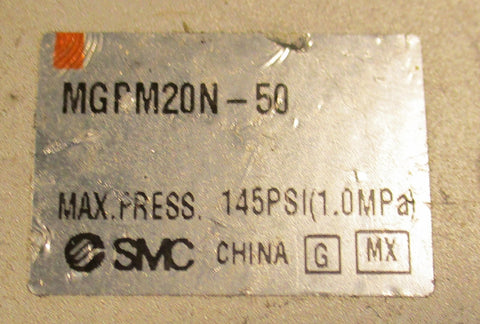 MGPM20N-50
MAX.PRESS. 145PSI(1.0MPa)
SMC CHINA G MX